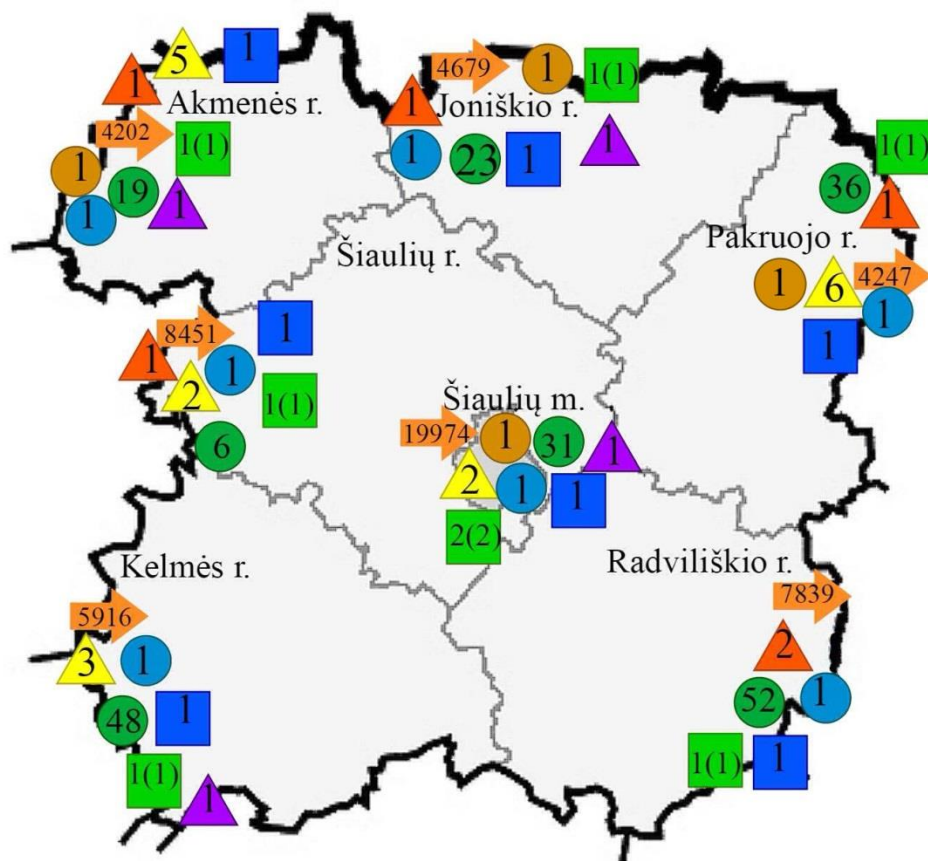 1 5 1
Akmenės r.
4202 1(1)
1 19 1
1
4679 1 1(1)
1 Joniškio r.
1 23 1 1
1(1)
36 1
Pakruojo r.
1 6 4247
1 1
Šiaulių r.
8451 1
1 1
2 1(1)
6
Šiaulių m.
19974 1 31 1
2 1 1
2(2)
Kelmės r.
5916
3 1
48 1
1(1) 1
Radviliškio r.
7839
2
52 1
1(1) 1